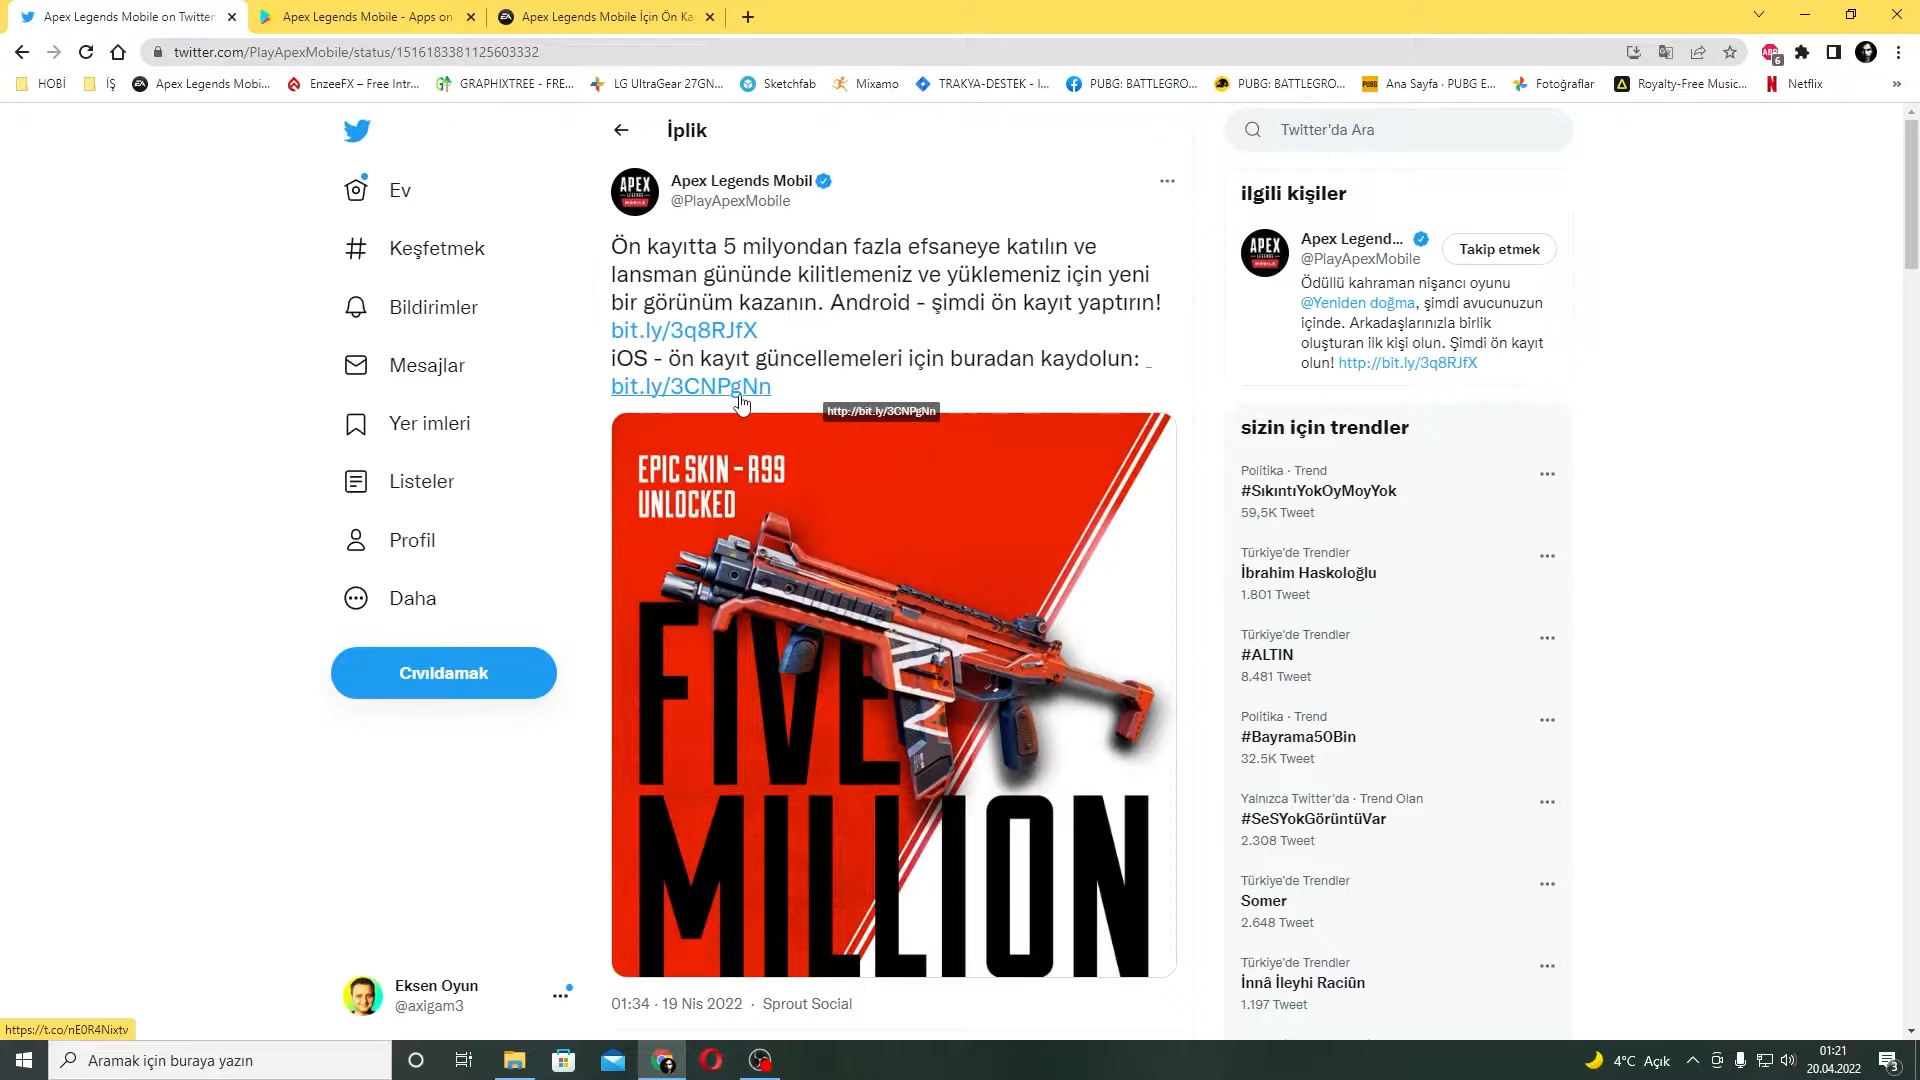 Apex Legends Mobile on Twitter
Apex Legends Mobile - Apps on
Apex Legends Mobile İçin Ön Ka
twitter.com/PlayApexMobile/status/1516183381125603332
HOBİ
İŞ
Apex Legends Mobi...
EnzeeFX – Free Intr...
GRAPHIXTREE - FRE...
LG UltraGear 27GN...
Sketchfab
Mixamo
TRAKYA-DESTEK - I...
PUBG: BATTLEGRO...
PUBG: BATTLEGRO...
Ana Sayfa · PUBG E...
Fotoğraflar
Royalty-Free Music...
Netflix
İplik
Twitter'da Ara
Ev
Keşfetmek
Bildirimler
Mesajlar
Yer imleri
Listeler
Profil
Daha
Cıvıldamak
Eksen Oyun
@axigam3
Apex Legends Mobil
@PlayApexMobile
Ön kayıtta 5 milyondan fazla efsaneye katılın ve
lansman gününde kilitlemeniz ve yüklemeniz için yeni
bir görünüm kazanın. Android - şimdi ön kayıt yaptırın!
bit.ly/3q8RJfX
iOS - ön kayıt güncellemeleri için buradan kaydolun:
bit.ly/3CNPgNn
http://bit.ly/3CNPgNn
EPIC SKIN – R99
UNLOCKED
FIVE
MILLION
01:34 · 19 Nis 2022 · Sprout Social
ilgili kişiler
Apex Legend...
@PlayApexMobile
Takip etmek
Ödüllü kahraman nişancı oyunu
@Yeniden doğma, şimdi avucunuzun
içinde. Arkadaşlarınızla birlik
oluşturan ilk kişi olun. Şimdi ön kayıt
olun! http://bit.ly/3q8RJfX
sizin için trendler
Politika · Trend
#SıkıntıYokOyMoyYok
59,5K Tweet
Türkiye'de Trendler
İbrahim Haskoloğlu
1.801 Tweet
Türkiye'de Trendler
#ALTIN
8.481 Tweet
Politika · Trend
#Bayrama50Bin
32.5K Tweet
Yalnızca Twitter'da · Trend Olan
#SeSYokGörüntüVar
2.308 Tweet
Türkiye'de Trendler
Somer
2.648 Tweet
Türkiye'de Trendler
İnnâ İleyhi Raciûn
1.197 Tweet
https://t.co/nE0R4Nixtv
Aramak için buraya yazın
4°C Açık
01:21
20.04.2022
3